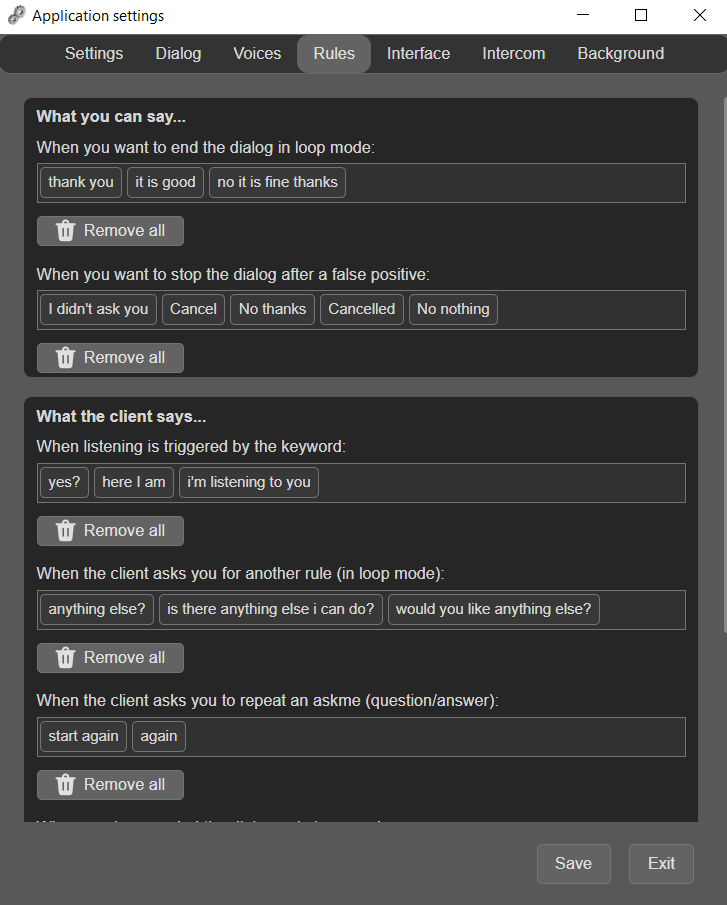 Application settings
Settings Dialog Voices Rules Interface Intercom Background
What you can say...
When you want to end the dialog in loop mode:
thank you it is good no it is fine thanks
Remove all
When you want to stop the dialog after a false positive:
I didn't ask you Cancel No thanks Cancelled No nothing
Remove all
What the client says...
When listening is triggered by the keyword:
yes? here I am i'm listening to you
Remove all
When the client asks you for another rule (in loop mode):
anything else? is there anything else i can do? would you like anything else?
Remove all
When the client asks you to repeat an askme (question/answer):
start again again
Remove all
Save Exit